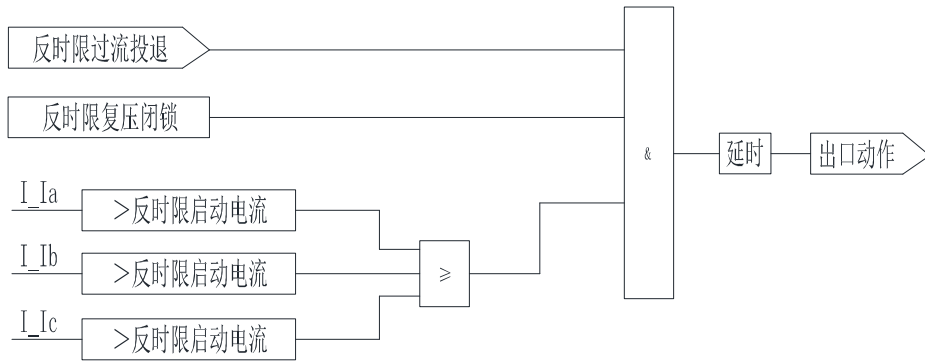 反时限过流投退
反时限复压闭锁
&
延时
出口动作
I_Ia
>反时限启动电流
I_Ib
>反时限启动电流
≥
I_Ic
>反时限启动电流